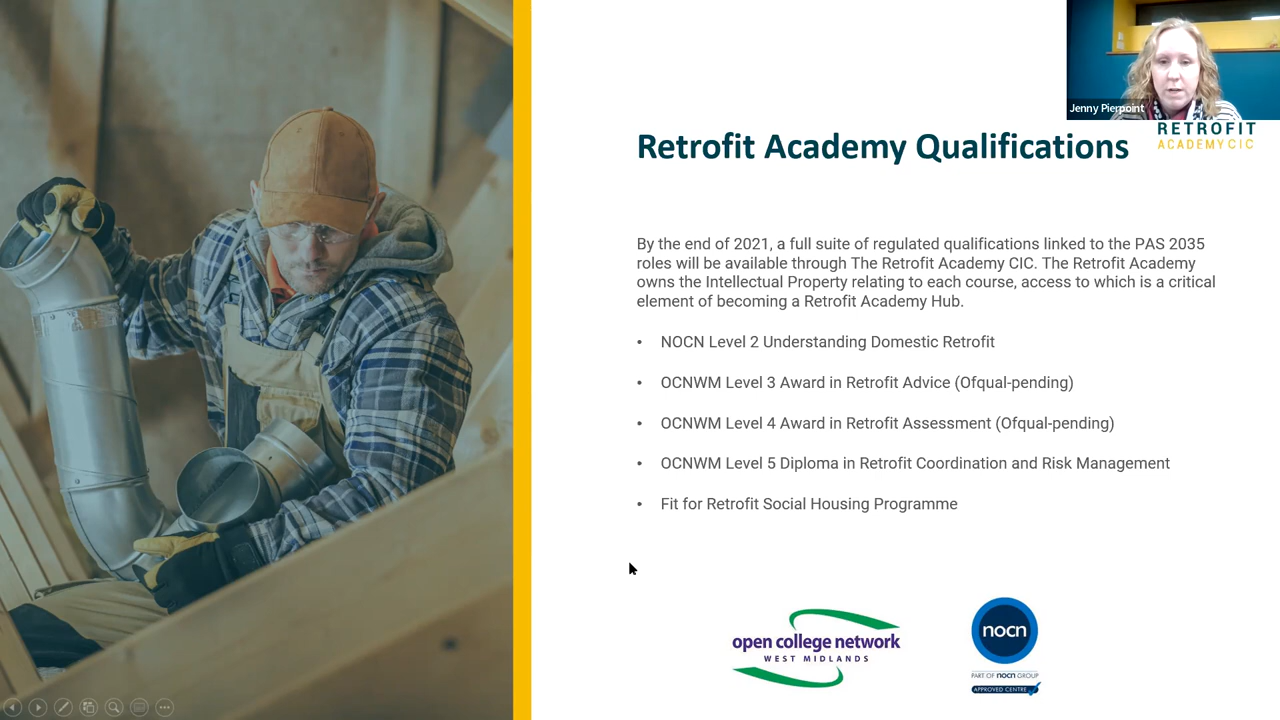 Jenny Pierpoint
RETROFIT
ACADEMY CIC
Retrofit Academy Qualifications
By the end of 2021, a full suite of regulated qualifications linked to the PAS 2035
roles will be available through The Retrofit Academy CIC. The Retrofit Academy
owns the Intellectual Property relating to each course, access to which is a critical
element of becoming a Retrofit Academy Hub.
• NOCN Level 2 Understanding Domestic Retrofit
• OCNWM Level 3 Award in Retrofit Advice (Ofqual-pending)
• OCNWM Level 4 Award in Retrofit Assessment (Ofqual-pending)
• OCNWM Level 5 Diploma in Retrofit Coordination and Risk Management
• Fit for Retrofit Social Housing Programme
open college network
WEST MIDLANDS
nocn
PART OF nocn GROUP
APPROVED CENTRE